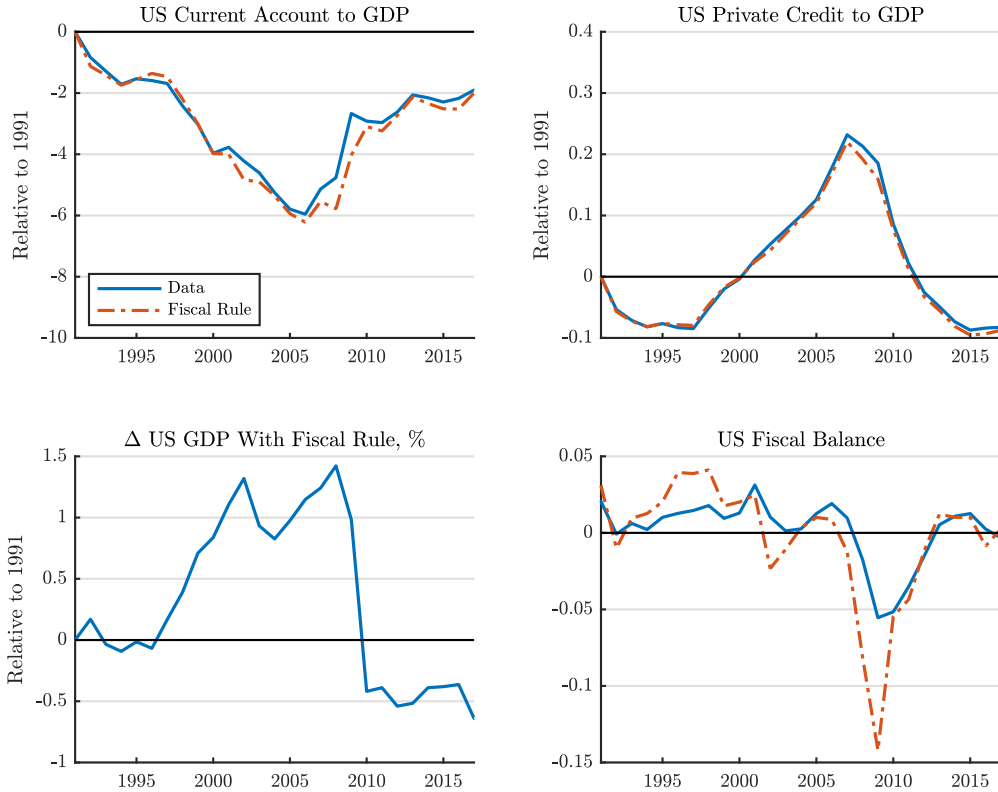 US Current Account to GDP
Relative to 1991
0
-2
-4
-6
-8
-10
Data
Fiscal Rule
1995 2000 2005 2010 2015
US Private Credit to GDP
Relative to 1991
0.4
0.3
0.2
0.1
0
-0.1
1995 2000 2005 2010 2015
Δ US GDP With Fiscal Rule, %
Relative to 1991
1.5
1
0.5
0
-0.5
-1
1995 2000 2005 2010 2015
US Fiscal Balance
0.05
0
-0.05
-0.1
-0.15
1995 2000 2005 2010 2015